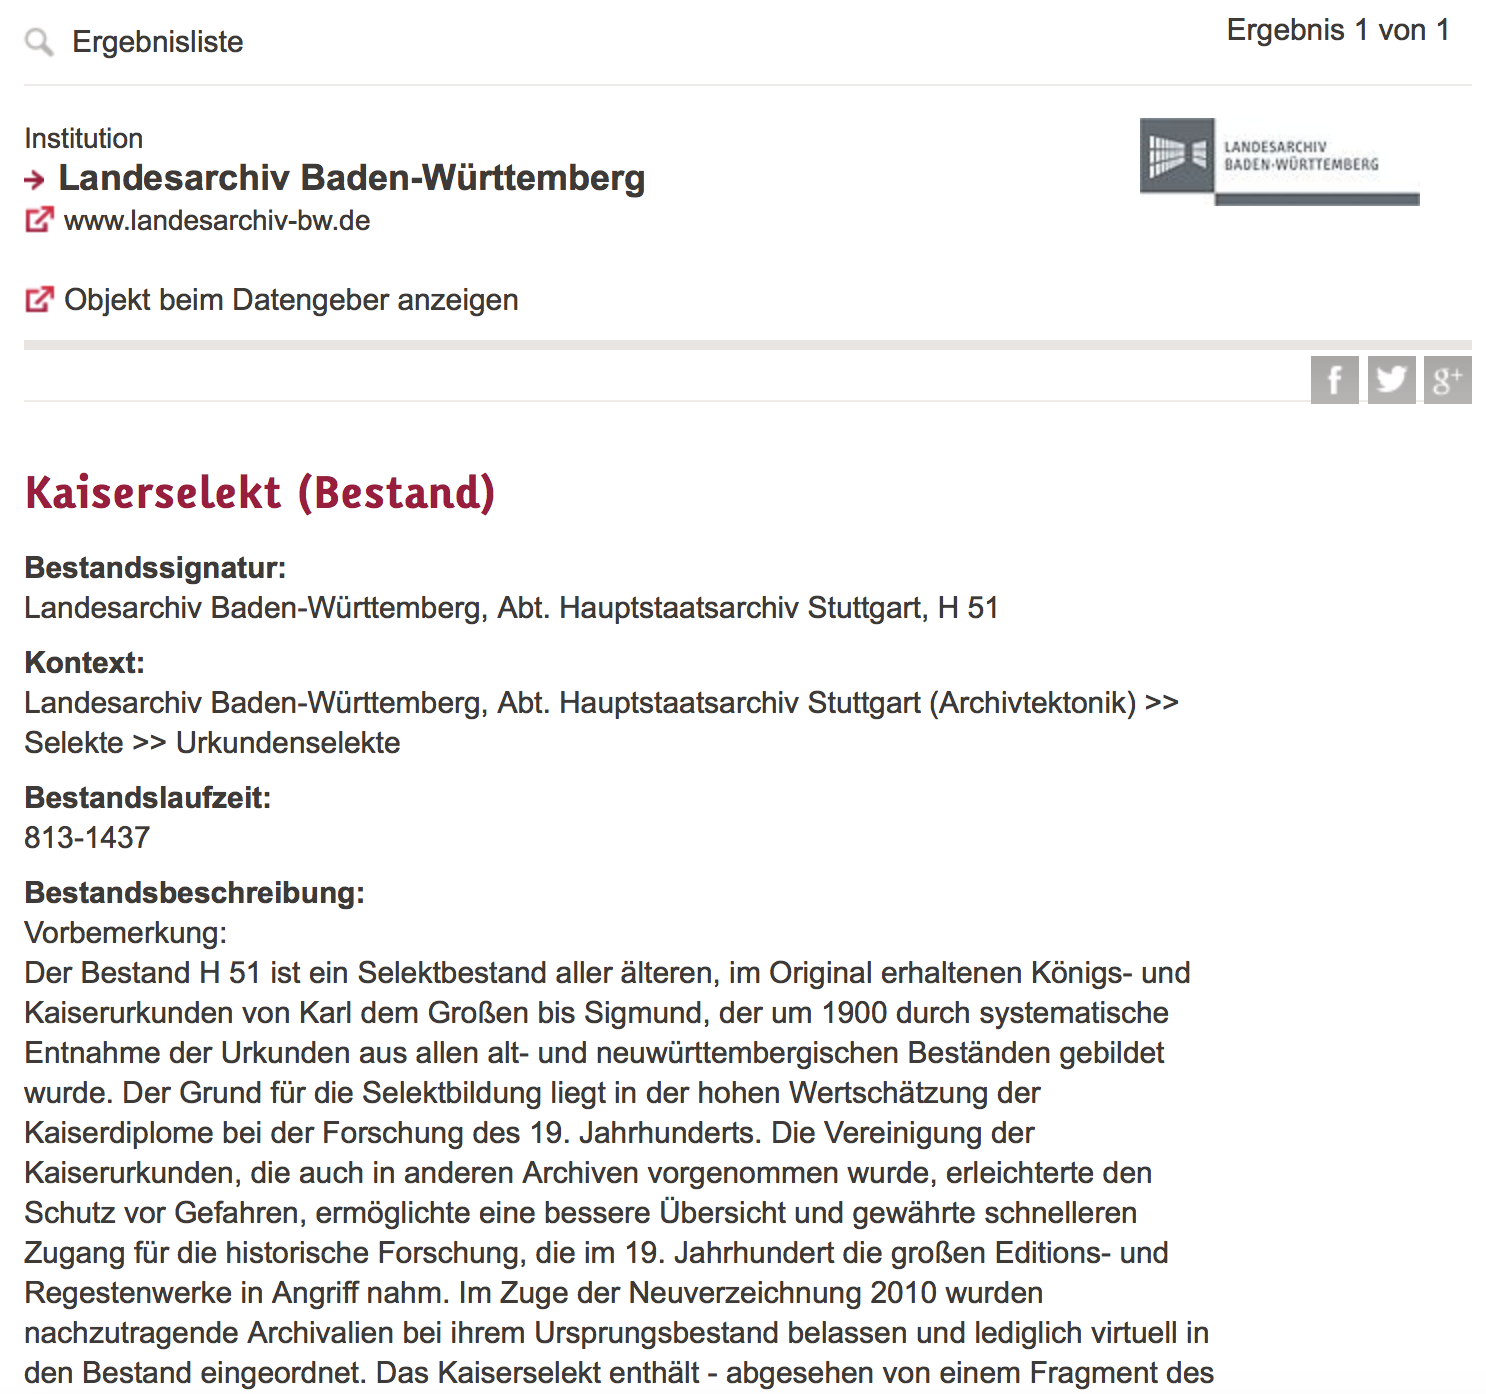 Ergebnisliste
Ergebnis 1 von 1
Institution
Landesarchiv Baden-Württemberg
www.landesarchiv-bw.de
LANDESARCHIV
BADEN-WÜRTTEMBERG
Objekt beim Datengeber anzeigen
f
g+
Kaiserselekt (Bestand)
Bestandssignatur:
Landesarchiv Baden-Württemberg, Abt. Hauptstaatsarchiv Stuttgart, H 51
Kontext:
Landesarchiv Baden-Württemberg, Abt. Hauptstaatsarchiv Stuttgart (Archivtektonik) >>
Selekte >> Urkundenselekte
Bestandslaufzeit:
813-1437
Bestandsbeschreibung:
Vorbemerkung:
Der Bestand H 51 ist ein Selektbestand aller älteren, im Original erhaltenen Königs- und
Kaiserurkunden von Karl dem Großen bis Sigmund, der um 1900 durch systematische
Entnahme der Urkunden aus allen alt- und neuwürttembergischen Beständen gebildet
wurde. Der Grund für die Selektbildung liegt in der hohen Wertschätzung der
Kaiserdiplome bei der Forschung des 19. Jahrhunderts. Die Vereinigung der
Kaiserurkunden, die auch in anderen Archiven vorgenommen wurde, erleichterte den
Schutz vor Gefahren, ermöglichte eine bessere Übersicht und gewährte schnelleren
Zugang für die historische Forschung, die im 19. Jahrhundert die großen Editions- und
Regestenwerke in Angriff nahm. Im Zuge der Neuverzeichnung 2010 wurden
nachzutragende Archivalien bei ihrem Ursprungsbestand belassen und lediglich virtuell in
den Bestand eingeordnet. Das Kaiserselekt enthält - abgesehen von einem Fragment des